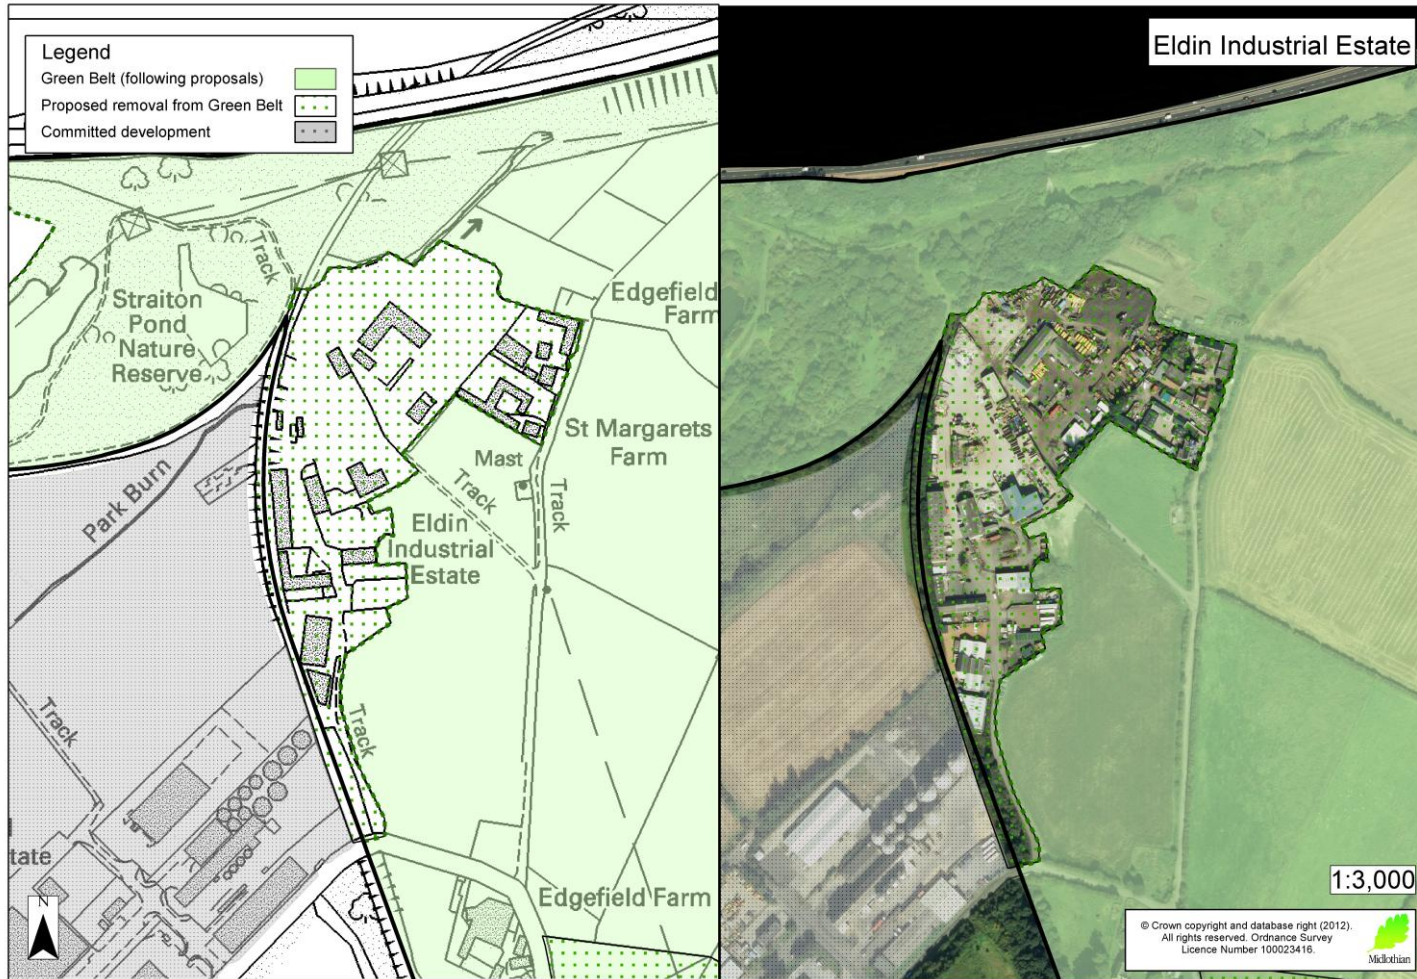 Legend
Green Belt (following proposals)
Proposed removal from Green Belt
Committed development
Eldin Industrial Estate
Track
Straiton
Pond
Nature
Reserve
Edgefield
Farm
St Margarets
Farm
Mast
Track
Track
Park Burn
Eldin
Industrial
Estate
Track
Track
tate
N
Edgefield Farm
1:3,000
© Crown copyright and database right (2012).
All rights reserved. Ordnance Survey
Licence Number 100023416.
Midlothian